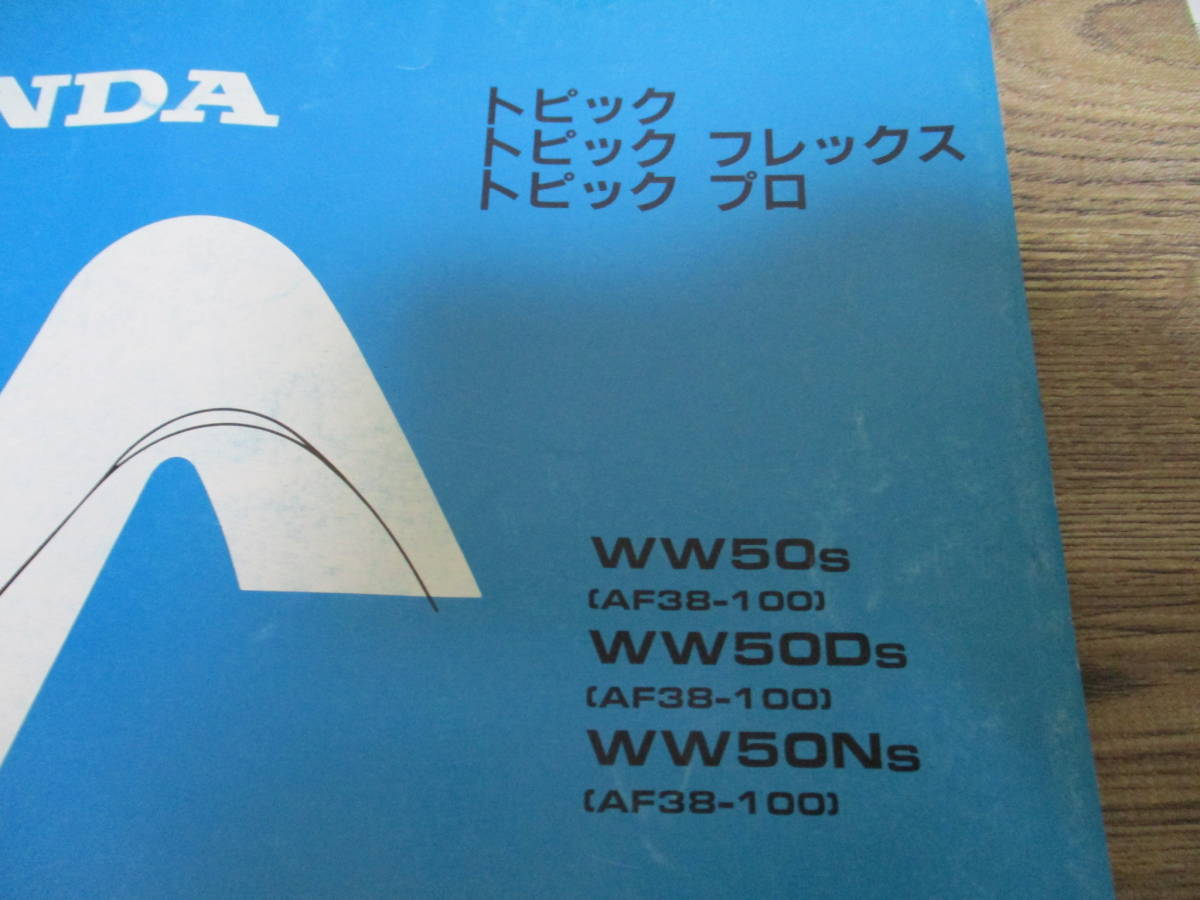 NDA
トピック
トピック フレックス
トピック プロ
WW50S
(AF38-100)
WW50DS
(AF38-100)
WW50NS
(AF38-100)